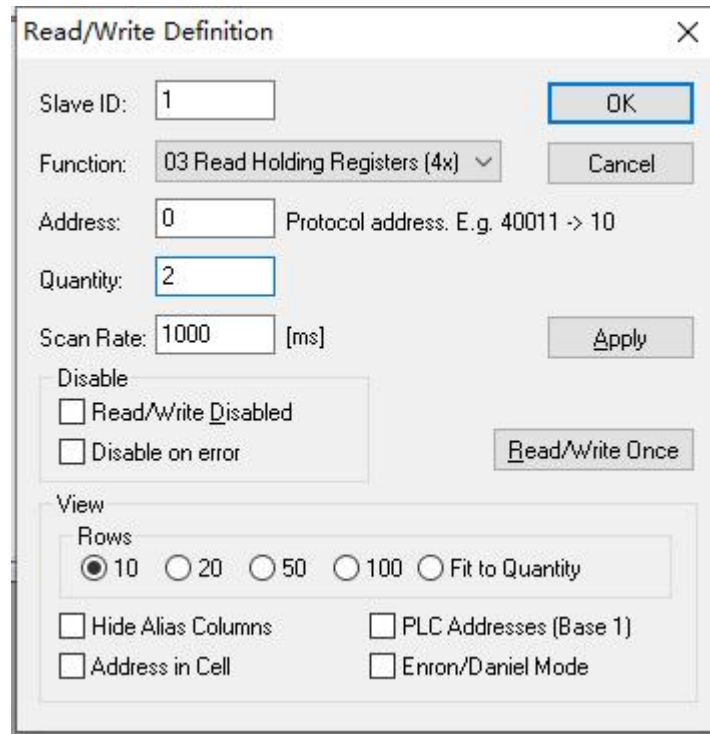 Read/Write Definition
Slave ID: 1 OK
Function: 03 Read Holding Registers (4x) Cancel
Address: 0 Protocol address. E.g. 40011 -> 10
Quantity: 2
Scan Rate: 1000 [ms] Apply
Disable
Read/Write Disabled
Disable on error
Read/Write Once
View
Rows
10 20 50 100 Fit to Quantity
Hide Alias Columns PLC Addresses (Base 1)
Address in Cell Enron/Daniel Mode